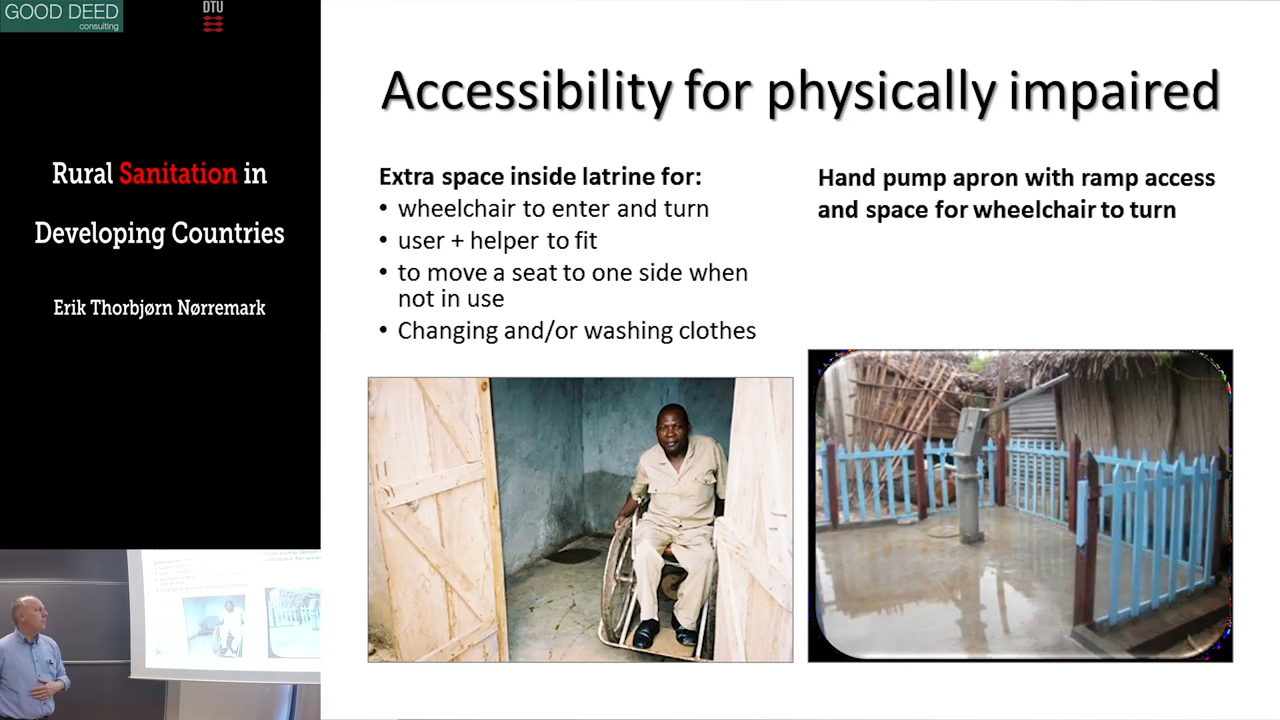 GOOD DEED
consulting
DTU
Rural Sanitation in
Developing Countries
Erik Thorbjørn Nørremark
Accessibility for physically impaired
Extra space inside latrine for:
• wheelchair to enter and turn
• user + helper to fit
• to move a seat to one side when
not in use
• Changing and/or washing clothes
Hand pump apron with ramp access
and space for wheelchair to turn